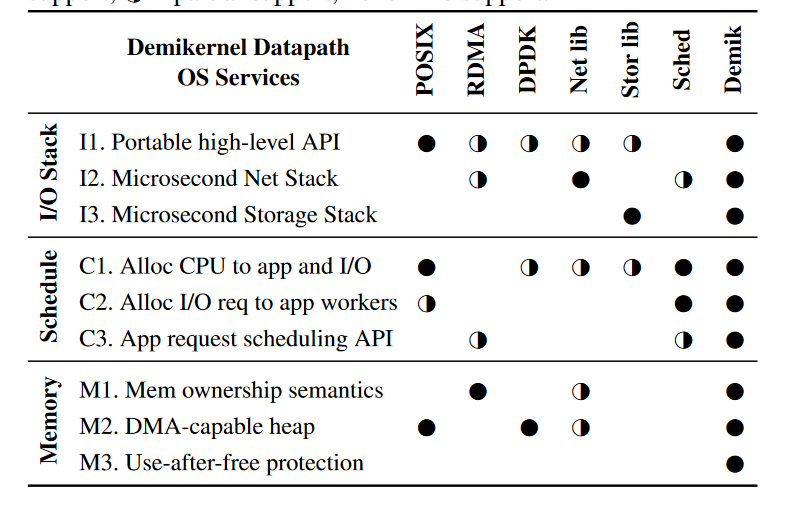 Demikernel Datapath OS Services POSIX RDMA DPDK Net lib Stor lib Sched Demik
I/O Stack
I1. Portable high-level API ● ◑ ◑ ◑ ◑ ●
I2. Microsecond Net Stack ◑ ● ◑ ●
I3. Microsecond Storage Stack ● ●
Schedule
C1. Alloc CPU to app and I/O ● ◑ ◑ ◑ ● ●
C2. Alloc I/O req to app workers ◑ ● ●
C3. App request scheduling API ◑ ◑ ●
Memory
M1. Mem ownership semantics ● ◑ ●
M2. DMA-capable heap ● ● ◑ ●
M3. Use-after-free protection ●